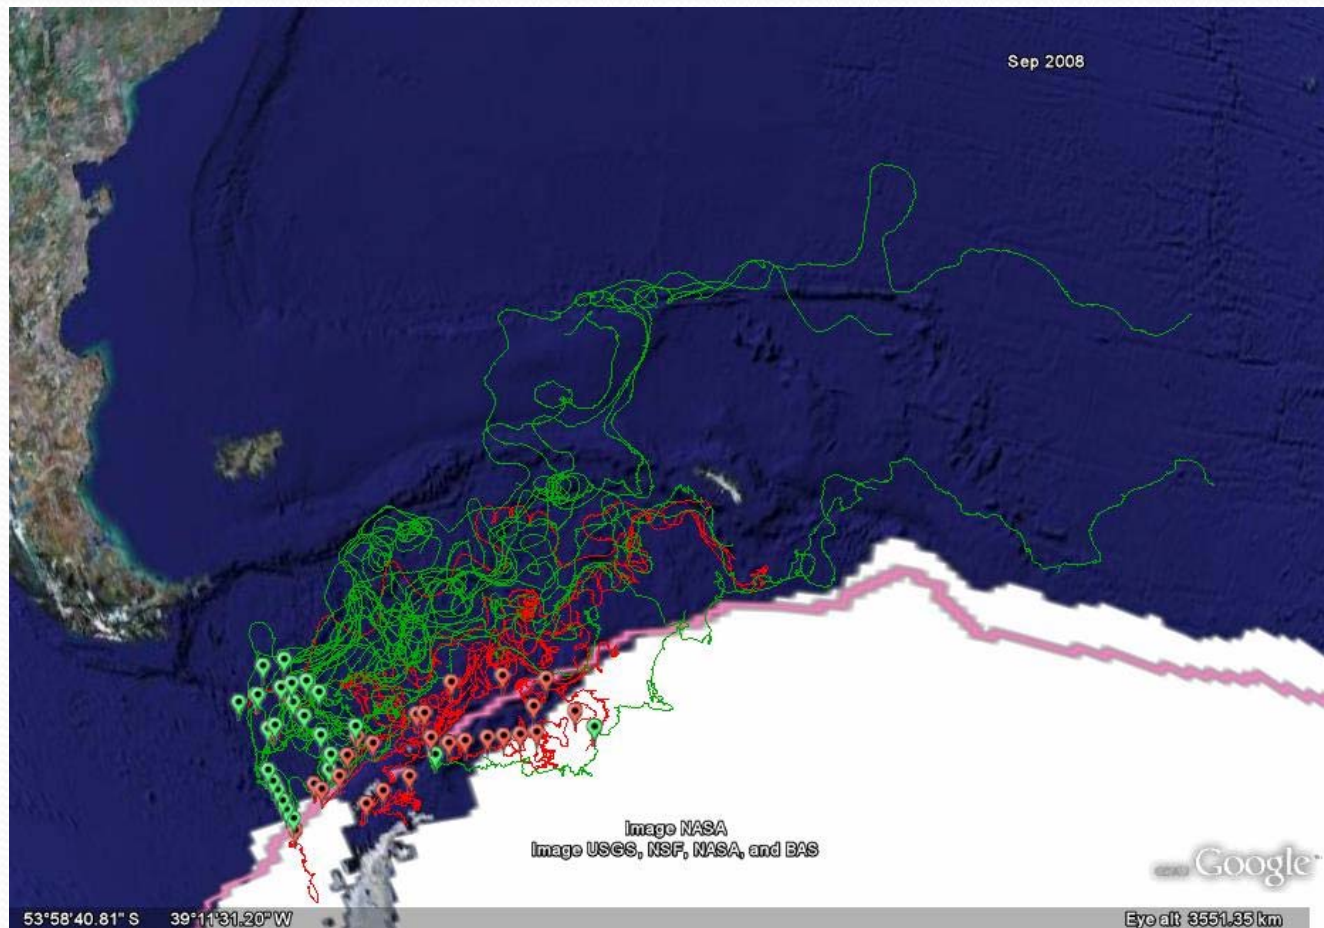 Sep 2008
Image NASA
Image USGS, NSF, NASA, and BAS
Google
53°58'40.81" S 39°11'31.20" W
Eye alt 3551.35 km